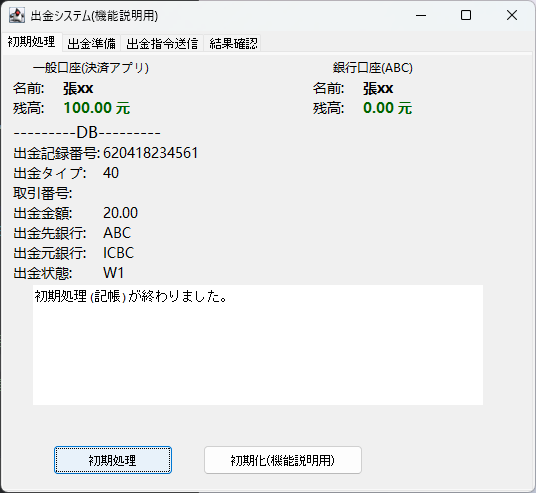 出金システム(機能説明用)
初期処理 出金準備 出金指令送信 結果確認
一般口座(決済アプリ) 銀行口座(ABC)
名前: 張xx 名前: 張xx
残高: 100.00 元 残高: 0.00 元
---------DB---------
出金記録番号: 620418234561
出金タイプ: 40
取引番号:
出金金額: 20.00
出金先銀行: ABC
出金元銀行: ICBC
出金状態: W1
初期処理(記帳)が終わりました。
初期処理 初期化(機能説明用)